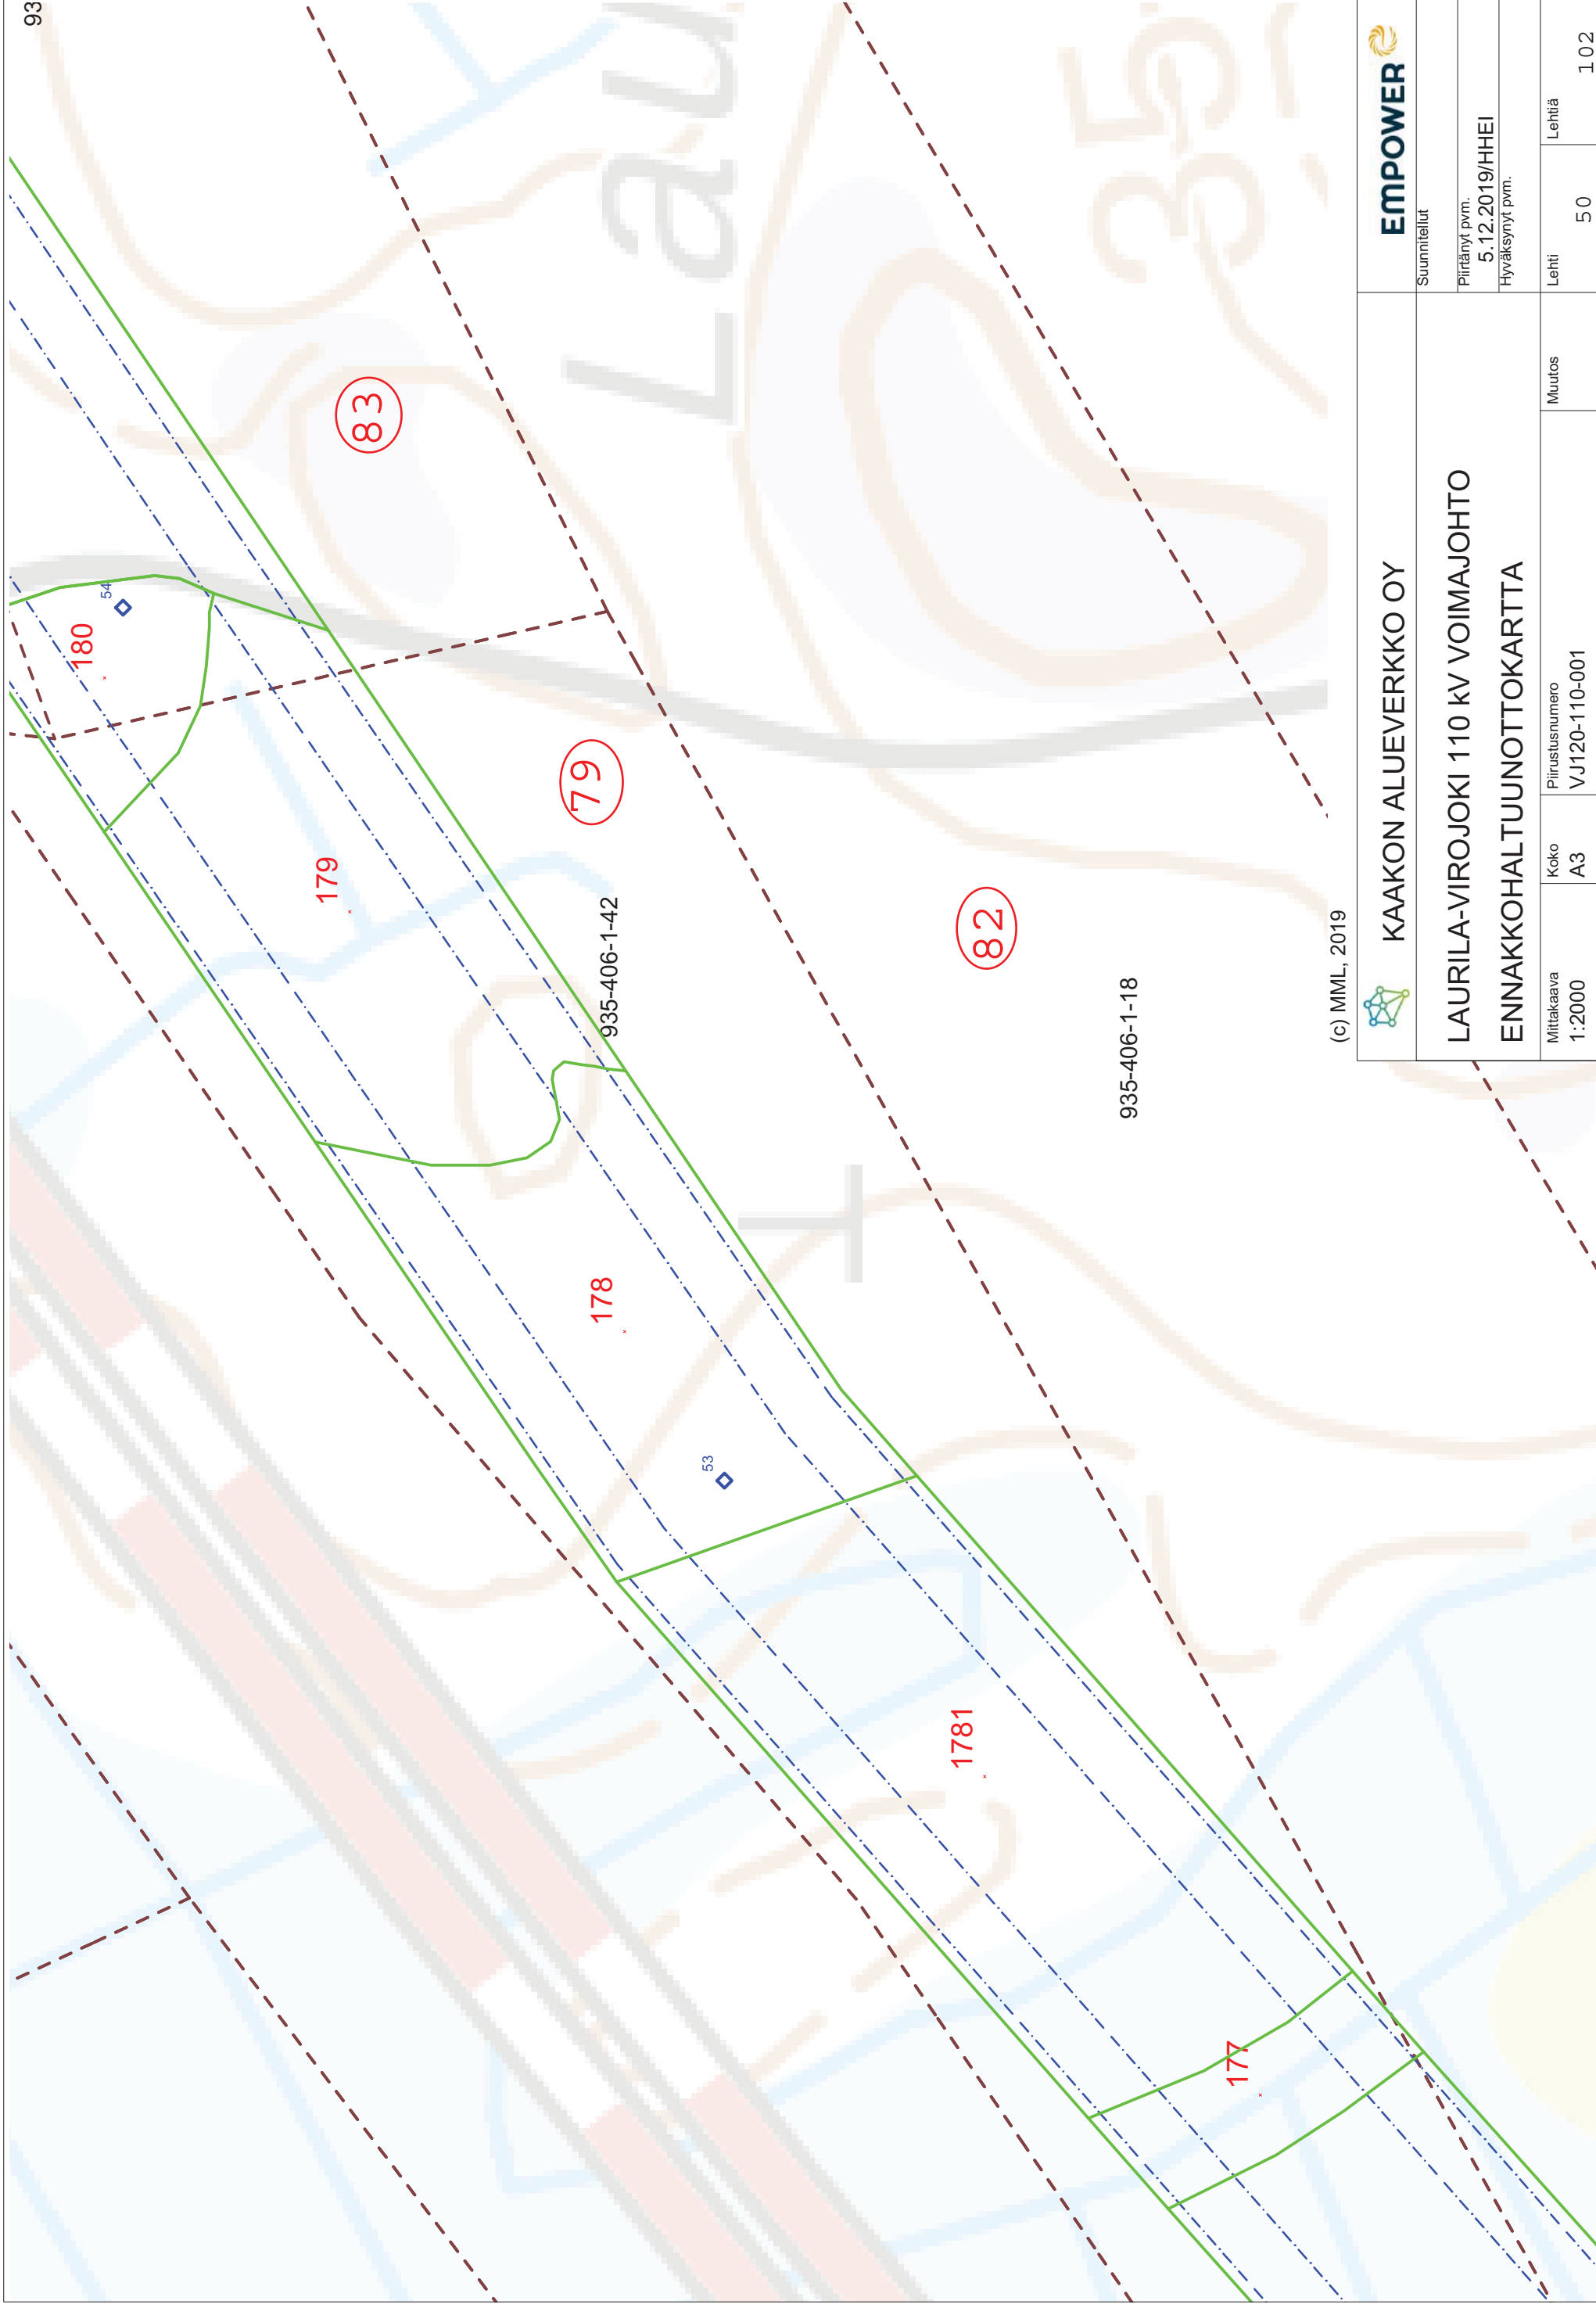 93
180
54
83
Lau
35
179
79
935-406-1-42
178
53
82
935-406-1-18
1781
177
(c) MML, 2019
KAAKON ALUEVERKKO OY
EMPOWER
LAURILA-VIROJOKI 110 kV VOIMAJOHTO
ENNAKKOHALTUUNOTTOKARTTA
Suunnitellut
Piirtänyt pvm.
5.12.2019/HHEI
Hyväksynyt pvm.
Mittakaava
1:2000
Koko
A3
Piirustusnumero
VJ120-110-001
Muutos
Lehti
50
Lehtiä
102